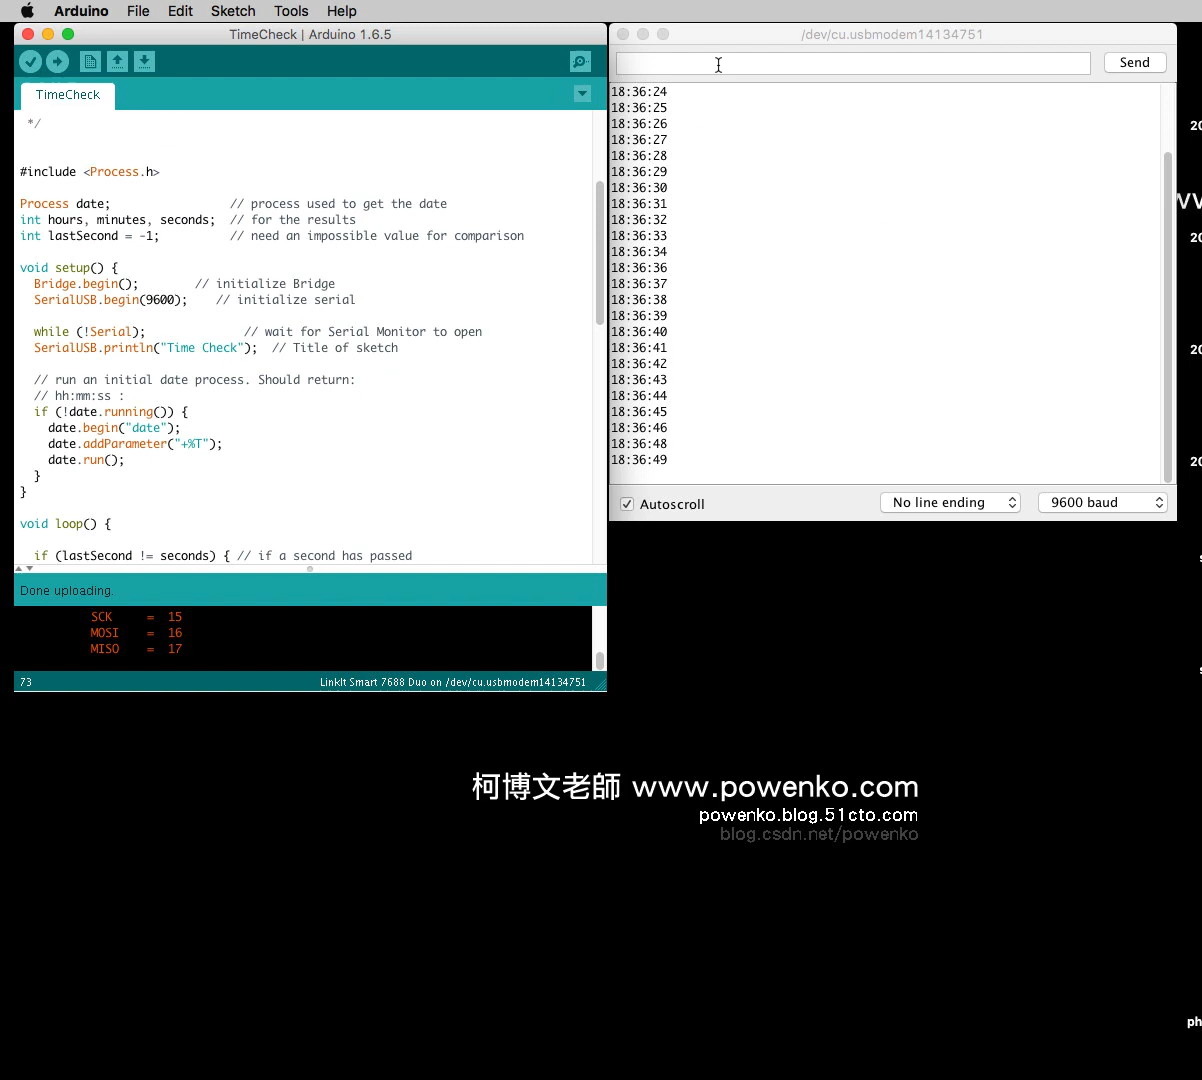 Arduino File Edit Sketch Tools Help
TimeCheck | Arduino 1.6.5
TimeCheck
*/
#include <Process.h>
Process date; // process used to get the date
int hours, minutes, seconds; // for the results
int lastSecond = -1; // need an impossible value for comparison
void setup() {
Bridge.begin(); // initialize Bridge
SerialUSB.begin(9600); // initialize serial
while (!Serial); // wait for Serial Monitor to open
SerialUSB.println("Time Check"); // Title of sketch
// run an initial date process. Should return:
// hh:mm:ss :
if (!date.running()) {
date.begin("date");
date.addParameter("+%T");
date.run();
}
}
void loop() {
if (lastSecond != seconds) { // if a second has passed
Done uploading.
SCK = 15
MOSI = 16
MISO = 17
73 LinkIt Smart 7688 Duo on /dev/cu.usbmodem14134751
/dev/cu.usbmodem14134751
Send
18:36:24
18:36:25
18:36:26
18:36:27
18:36:28
18:36:29
18:36:30
18:36:31
18:36:32
18:36:33
18:36:34
18:36:36
18:36:37
18:36:38
18:36:39
18:36:40
18:36:41
18:36:42
18:36:43
18:36:44
18:36:45
18:36:46
18:36:48
18:36:49
Autoscroll No line ending 9600 baud
柯博文老師 www.powenko.com
powenko.blog.51cto.com
blog.csdn.net/powenko